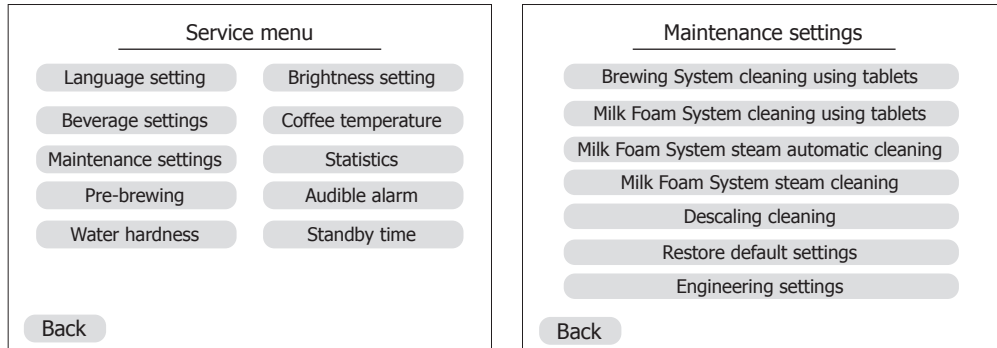 Service menu
Language setting
Brightness setting
Beverage settings
Coffee temperature
Maintenance settings
Statistics
Pre-brewing
Audible alarm
Water hardness
Standby time
Back
Maintenance settings
Brewing System cleaning using tablets
Milk Foam System cleaning using tablets
Milk Foam System steam automatic cleaning
Milk Foam System steam cleaning
Descaling cleaning
Restore default settings
Engineering settings
Back